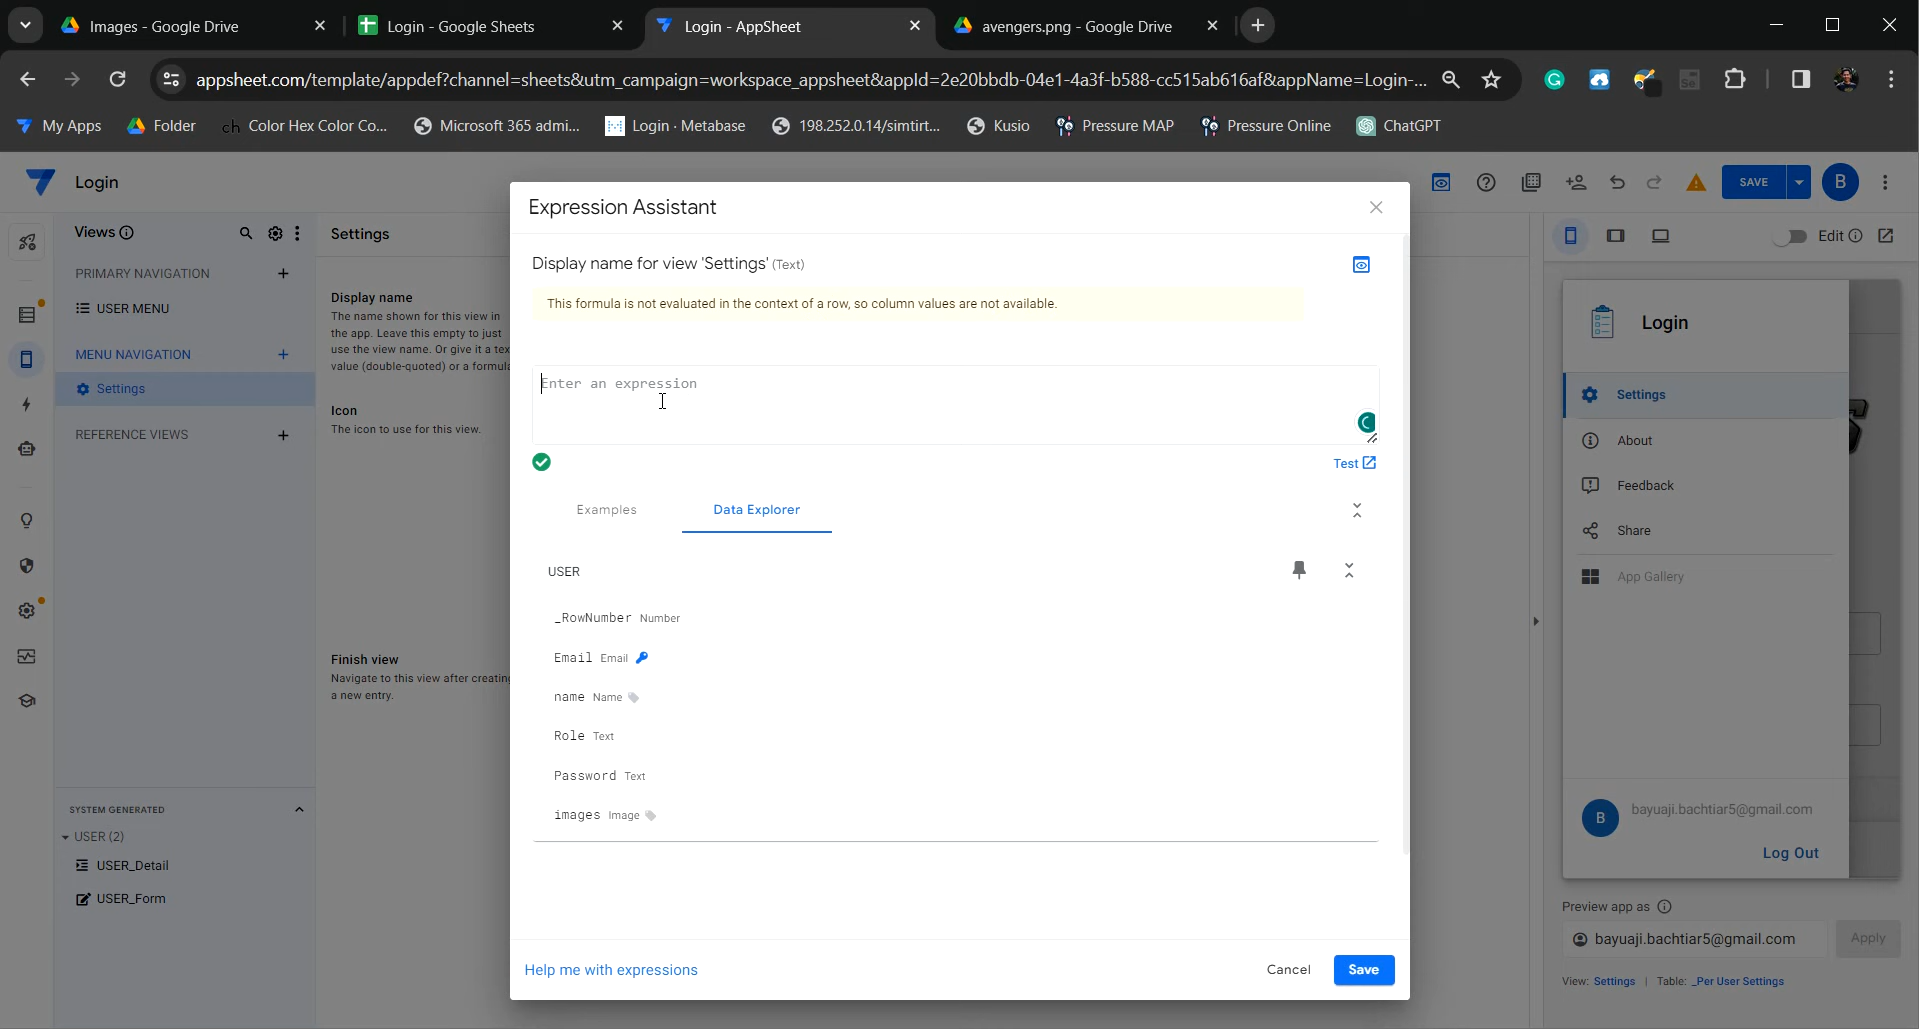 Images - Google Drive
Login - Google Sheets
Login - AppSheet
avengers.png - Google Drive
appsheet.com/template/appdef?channel=sheets&utm_campaign=workspace_appsheet&appId=2e20bbdb-04e1-4a3f-b588-cc515ab616af&appName=Login-...
My Apps
Folder
ch Color Hex Color Co...
Microsoft 365 admi...
Login · Metabase
198.252.0.14/simtirt...
Kusio
Pressure MAP
Pressure Online
ChatGPT
Login
SAVE
B
Views
Settings
Expression Assistant
Edit
PRIMARY NAVIGATION
USER MENU
MENU NAVIGATION
Settings
REFERENCE VIEWS
SYSTEM GENERATED
USER (2)
USER_Detail
USER_Form
Display name
The name shown for this view in
the app. Leave this empty to just
use the view name. Or give it a tex
value (double-quoted) or a formula
Icon
The icon to use for this view.
Finish view
Navigate to this view after creating
a new entry.
Display name for view 'Settings' (Text)
This formula is not evaluated in the context of a row, so column values are not available.
Enter an expression
Test
Examples
Data Explorer
USER
_RowNumber Number
Email Email
name Name
Role Text
Password Text
images Image
Help me with expressions
Cancel
Save
Login
Settings
About
Feedback
Share
App Gallery
B
bayuaji.bachtiar5@gmail.com
Log Out
Preview app as
bayuaji.bachtiar5@gmail.com
Apply
View: Settings | Table: _Per User Settings